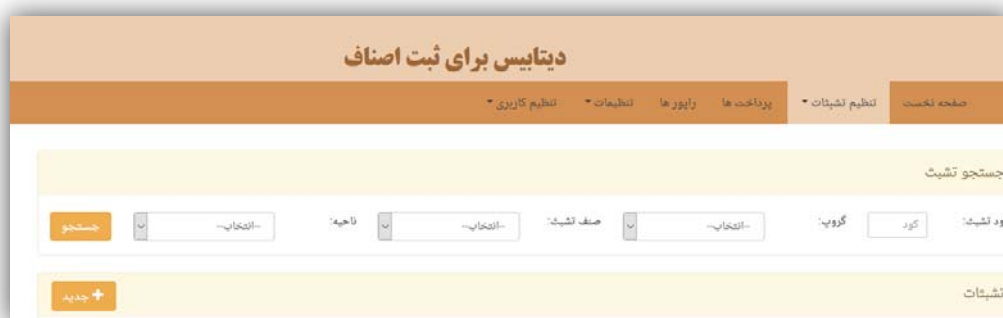 دیتابیس برای ثبت اصناف
صفحه نخست تنظیم تشبثات پرداخت ها راپور ها تنظیمات تنظیم کاربری
جستجو تشبث
ود تشبث: کود گروپ: --انتخاب-- صنف تشبث: --انتخاب-- ناحیه: --انتخاب-- جستجو
تشبثات + جدید